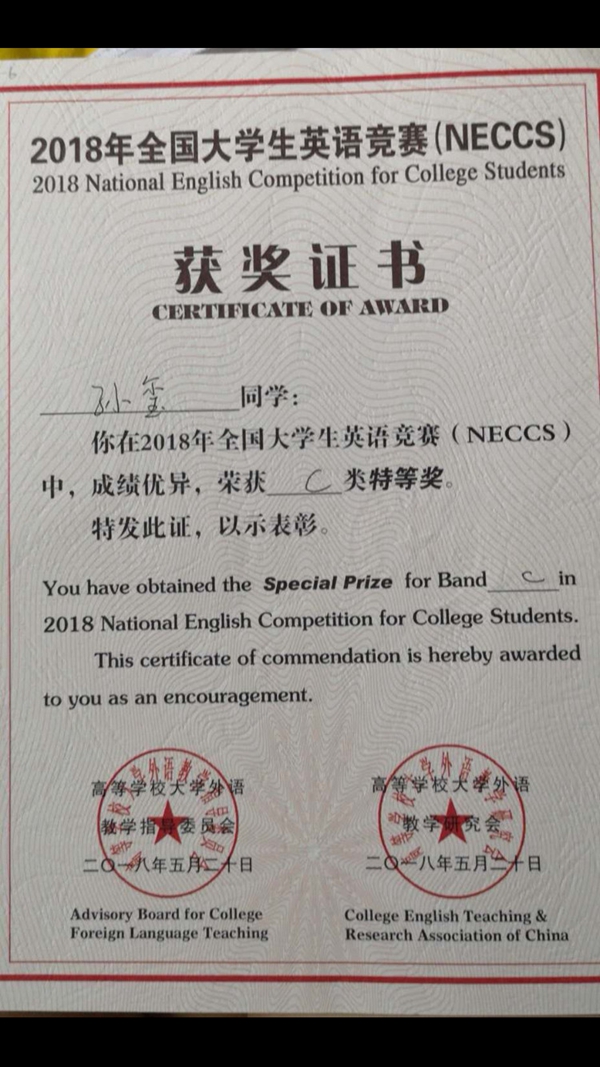 2018年全国大学生英语竞赛(NECCS)
2018 National English Competition for College Students
获奖证书
CERTIFICATE OF AWARD
孙玺 同学：
你在2018年全国大学生英语竞赛（NECCS）
中，成绩优异，荣获 C 类特等奖。
特发此证，以示表彰。
You have obtained the Special Prize for Band C in
2018 National English Competition for College Students.
This certificate of commendation is hereby awarded
to you as an encouragement.
高等学校大学外语
教学指导委员会
二〇一八年五月二十日
Advisory Board for College
Foreign Language Teaching
高等学校大学外语
教学研究会
二〇一八年五月二十日
College English Teaching &
Research Association of China